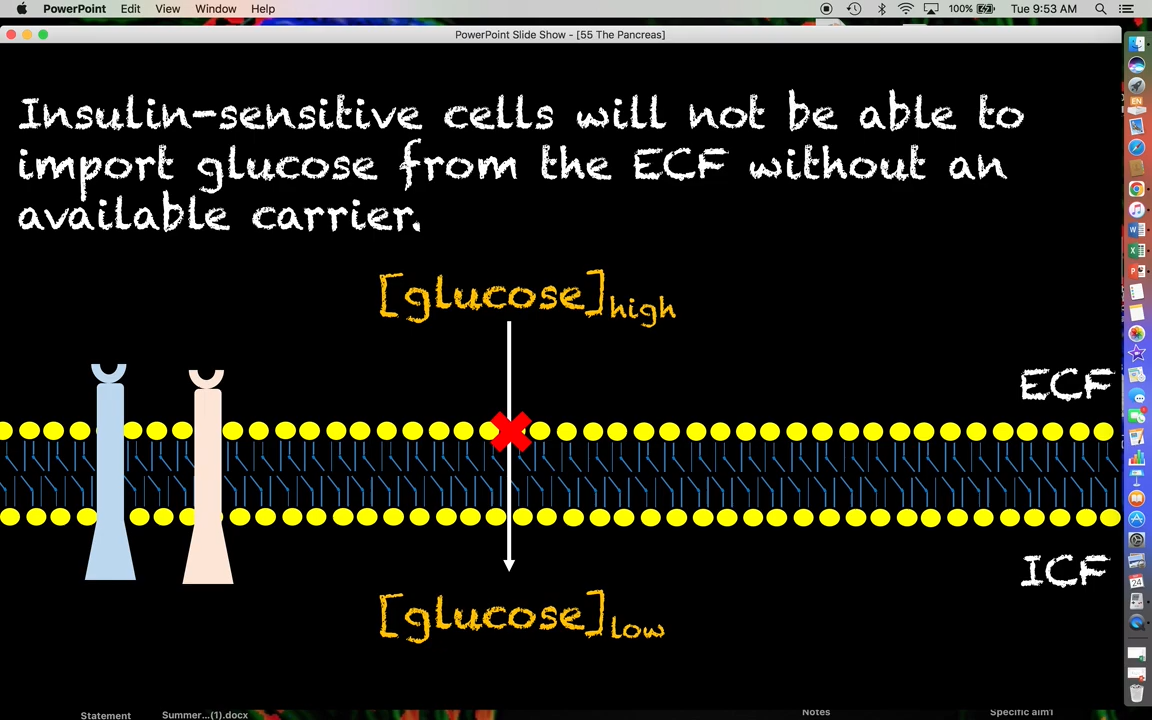 PowerPoint Edit View Window Help 100% Tue 9:53 AM
PowerPoint Slide Show - [55 The Pancreas]
Insulin-sensitive cells will not be able to
import glucose from the ECF without an
available carrier.
[glucose]high
ECF
ICF
[glucose]low
Statement Summer...(1).docx Notes Specific aim1